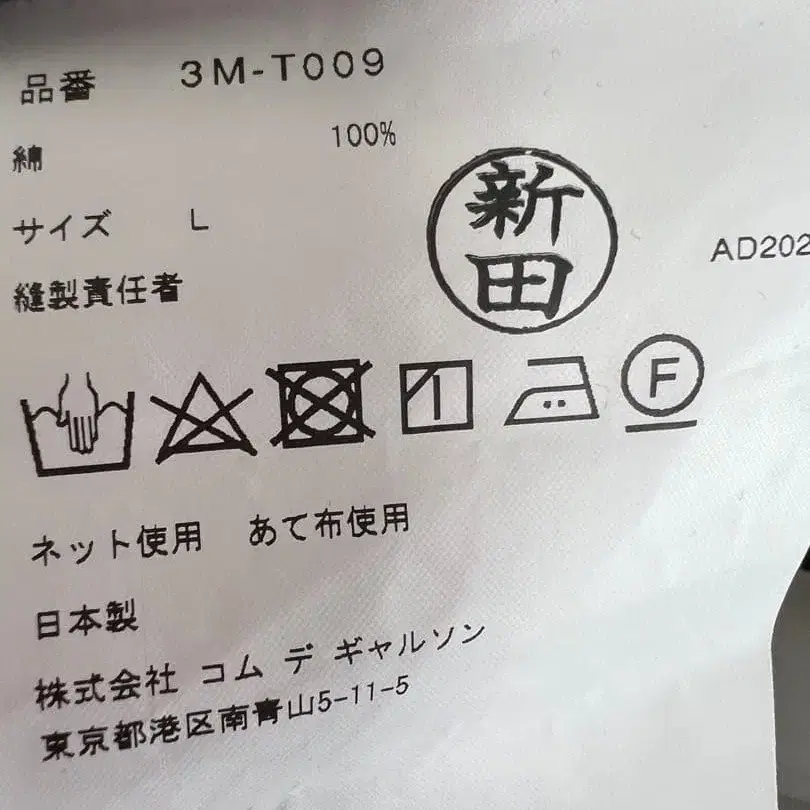 品番 3M-T009
綿 100%
サイズ L
縫製責任者 新田
AD202
F
ネット使用 あて布使用
日本製
株式会社 コム デ ギャルソン
東京都港区南青山5-11-5